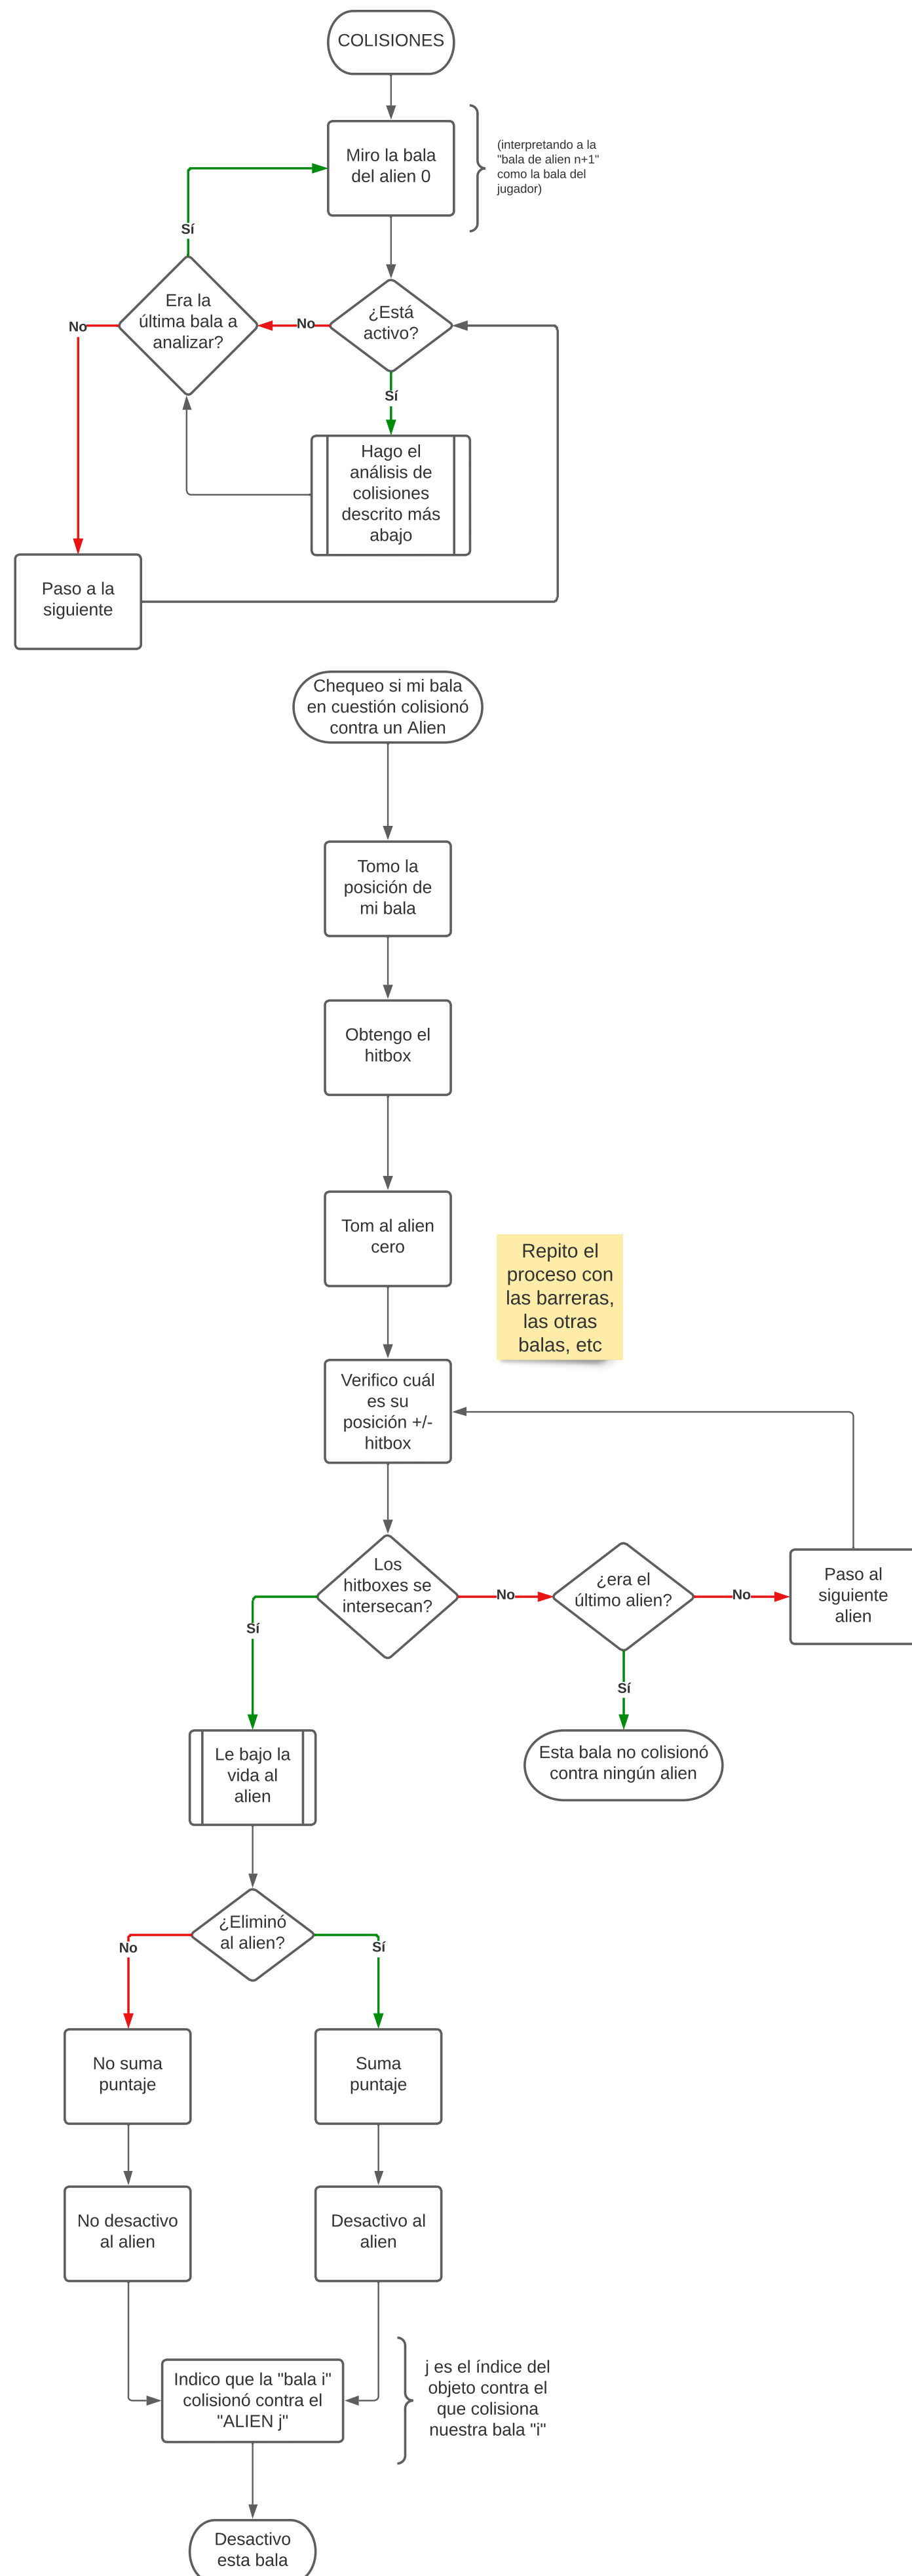 COLISIONES
Miro la bala
del alien 0
(interpretando a la
"bala de alien n+1"
como la bala del
jugador)
Sí
Era la
última bala a
analizar?
No
No
¿Está
activo?
Sí
Hago el
análisis de
colisiones
descrito más
abajo
Paso a la
siguiente
Chequeo si mi bala
en cuestión colisionó
contra un Alien
Tomo la
posición de
mi bala
Obtengo el
hitbox
Tom al alien
cero
Repito el
proceso con
las barreras,
las otras
balas, etc
Verifico cuál
es su
posición +/-
hitbox
Los
hitboxes se
intersecan?
No
¿era el
último alien?
No
Paso al
siguiente
alien
Sí
Sí
Le bajo la
vida al
alien
Esta bala no colisionó
contra ningún alien
¿Eliminó
al alien?
No
Sí
No suma
puntaje
Suma
puntaje
No desactivo
al alien
Desactivo al
alien
Indico que la "bala i"
colisionó contra el
"ALIEN j"
j es el índice del
objeto contra el
que colisiona
nuestra bala "i"
Desactivo
esta bala